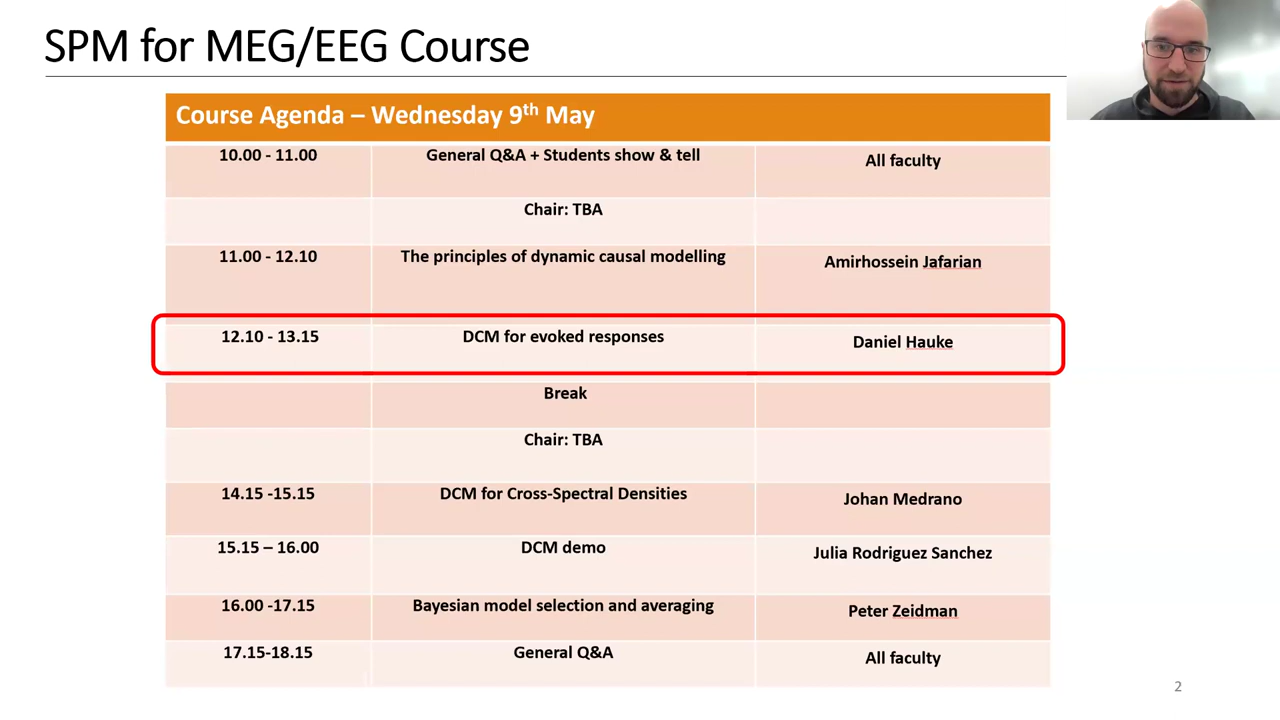 SPM for MEG/EEG Course
Course Agenda – Wednesday 9th May
10.00 - 11.00 General Q&A + Students show & tell All faculty
Chair: TBA
11.00 - 12.10 The principles of dynamic causal modelling Amirhossein Jafarian
12.10 - 13.15 DCM for evoked responses Daniel Hauke
Break
Chair: TBA
14.15 -15.15 DCM for Cross-Spectral Densities Johan Medrano
15.15 – 16.00 DCM demo Julia Rodriguez Sanchez
16.00 -17.15 Bayesian model selection and averaging Peter Zeidman
17.15-18.15 General Q&A All faculty
2